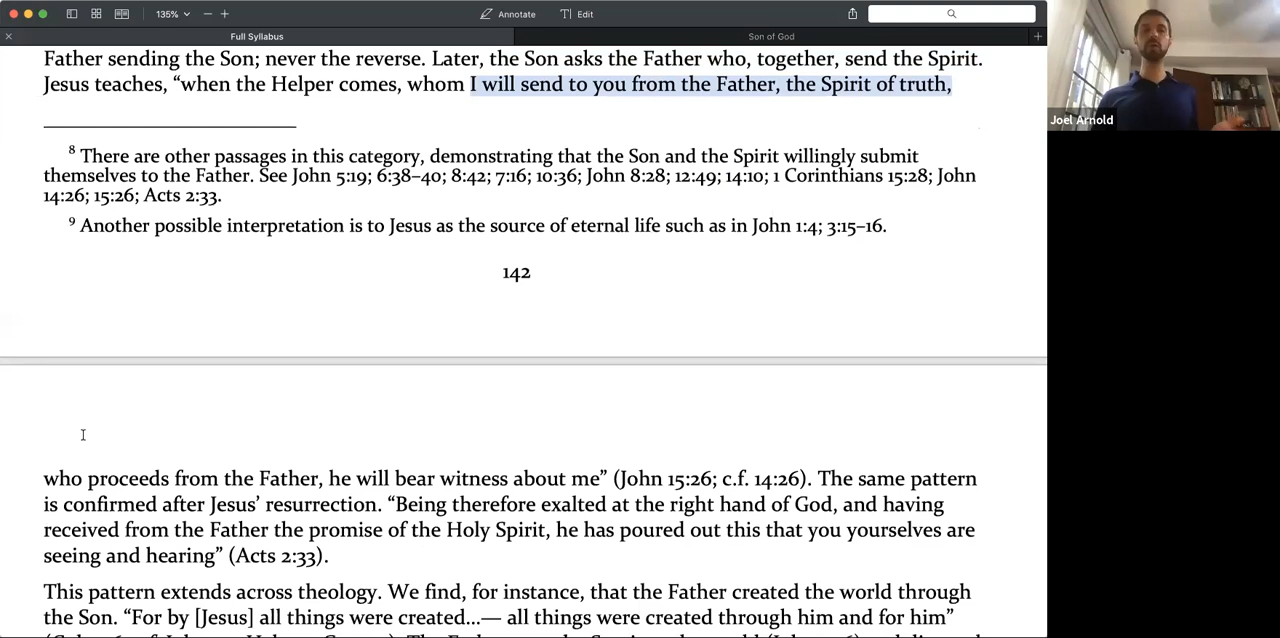 135%
Annotate
Edit
Full Syllabus
Son of God
Father sending the Son; never the reverse. Later, the Son asks the Father who, together, send the Spirit.
Jesus teaches, “when the Helper comes, whom I will send to you from the Father, the Spirit of truth,
Joel Arnold
8 There are other passages in this category, demonstrating that the Son and the Spirit willingly submit
themselves to the Father. See John 5:19; 6:38–40; 8:42; 7:16; 10:36; John 8:28; 12:49; 14:10; 1 Corinthians 15:28; John
14:26; 15:26; Acts 2:33.
9 Another possible interpretation is to Jesus as the source of eternal life such as in John 1:4; 3:15–16.
142
who proceeds from the Father, he will bear witness about me” (John 15:26; c.f. 14:26). The same pattern
is confirmed after Jesus’ resurrection. “Being therefore exalted at the right hand of God, and having
received from the Father the promise of the Holy Spirit, he has poured out this that you yourselves are
seeing and hearing” (Acts 2:33).
This pattern extends across theology. We find, for instance, that the Father created the world through
the Son. “For by [Jesus] all things were created...— all things were created through him and for him”